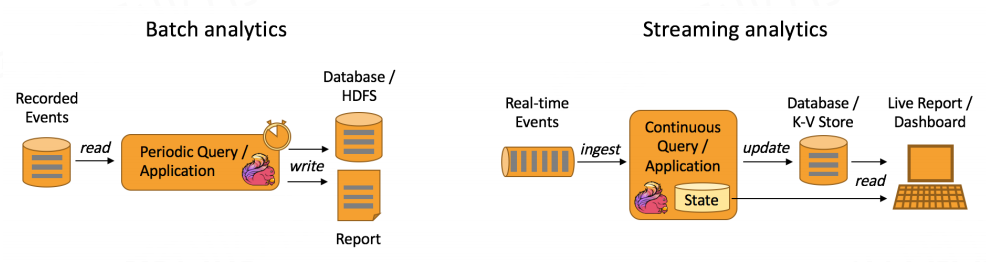 Batch analytics
Recorded
Events
read
Periodic Query /
Application
write
Database /
HDFS
Report
Streaming analytics
Real-time
Events
ingest
Continuous
Query /
Application
State
update
Database /
K-V Store
read
Live Report /
Dashboard